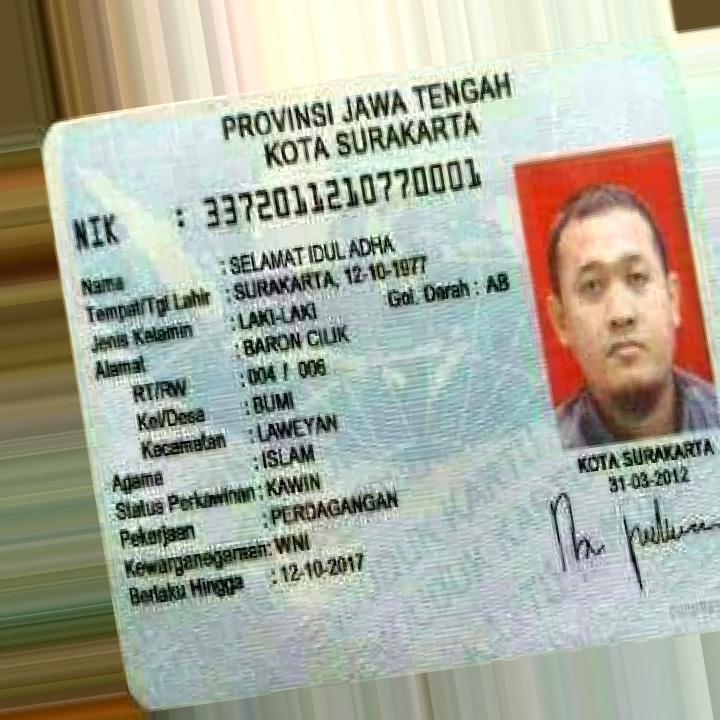 PROVINSI JAWA TENGAH
KOTA SURAKARTA
NIK : 3372011210770001
Nama : SELAMAT IDUL ADHA
Tempat/Tgl Lahir : SURAKARTA, 12-10-1977
Jenis Kelamin : LAKI-LAKI Gol. Darah : AB
Alamat : BARON CILIK
RT/RW : 004 / 006
Kel/Desa : BUMI
Kecamatan : LAWEYAN
Agama : ISLAM
Status Perkawinan : KAWIN
Pekerjaan : PERDAGANGAN
Kewarganegaraan: WNI
Berlaku Hingga : 12-10-2017
KOTA SURAKARTA
31-03-2012